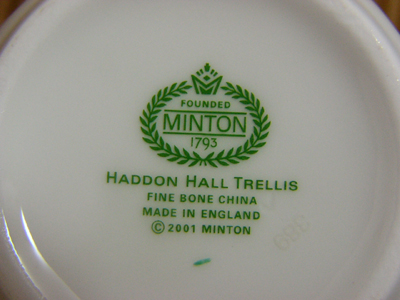 FOUNDED
MINTON
1793
HADDON HALL TRELLIS
FINE BONE CHINA
MADE IN ENGLAND
© 2001 MINTON